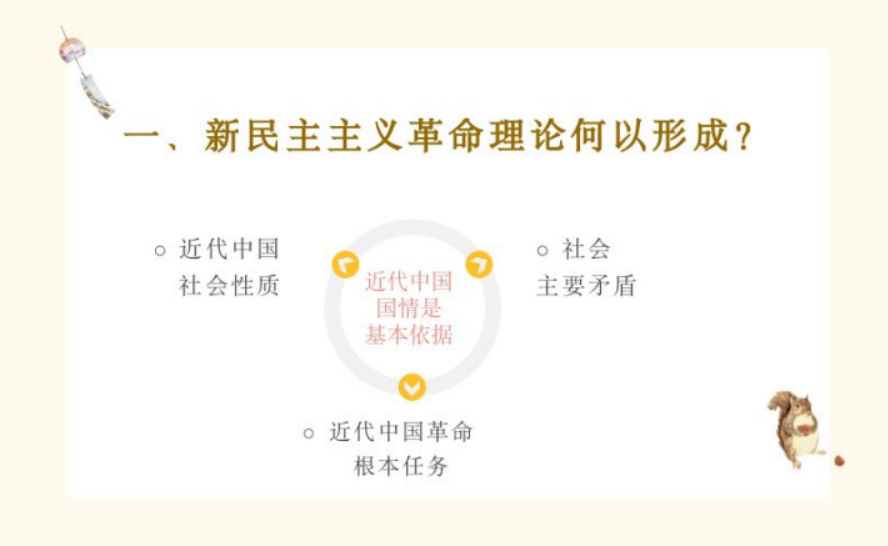 一、新民主主义革命理论何以形成？
○ 近代中国
社会性质
近代中国
国情是
基本依据
○ 社会
主要矛盾
○ 近代中国革命
根本任务